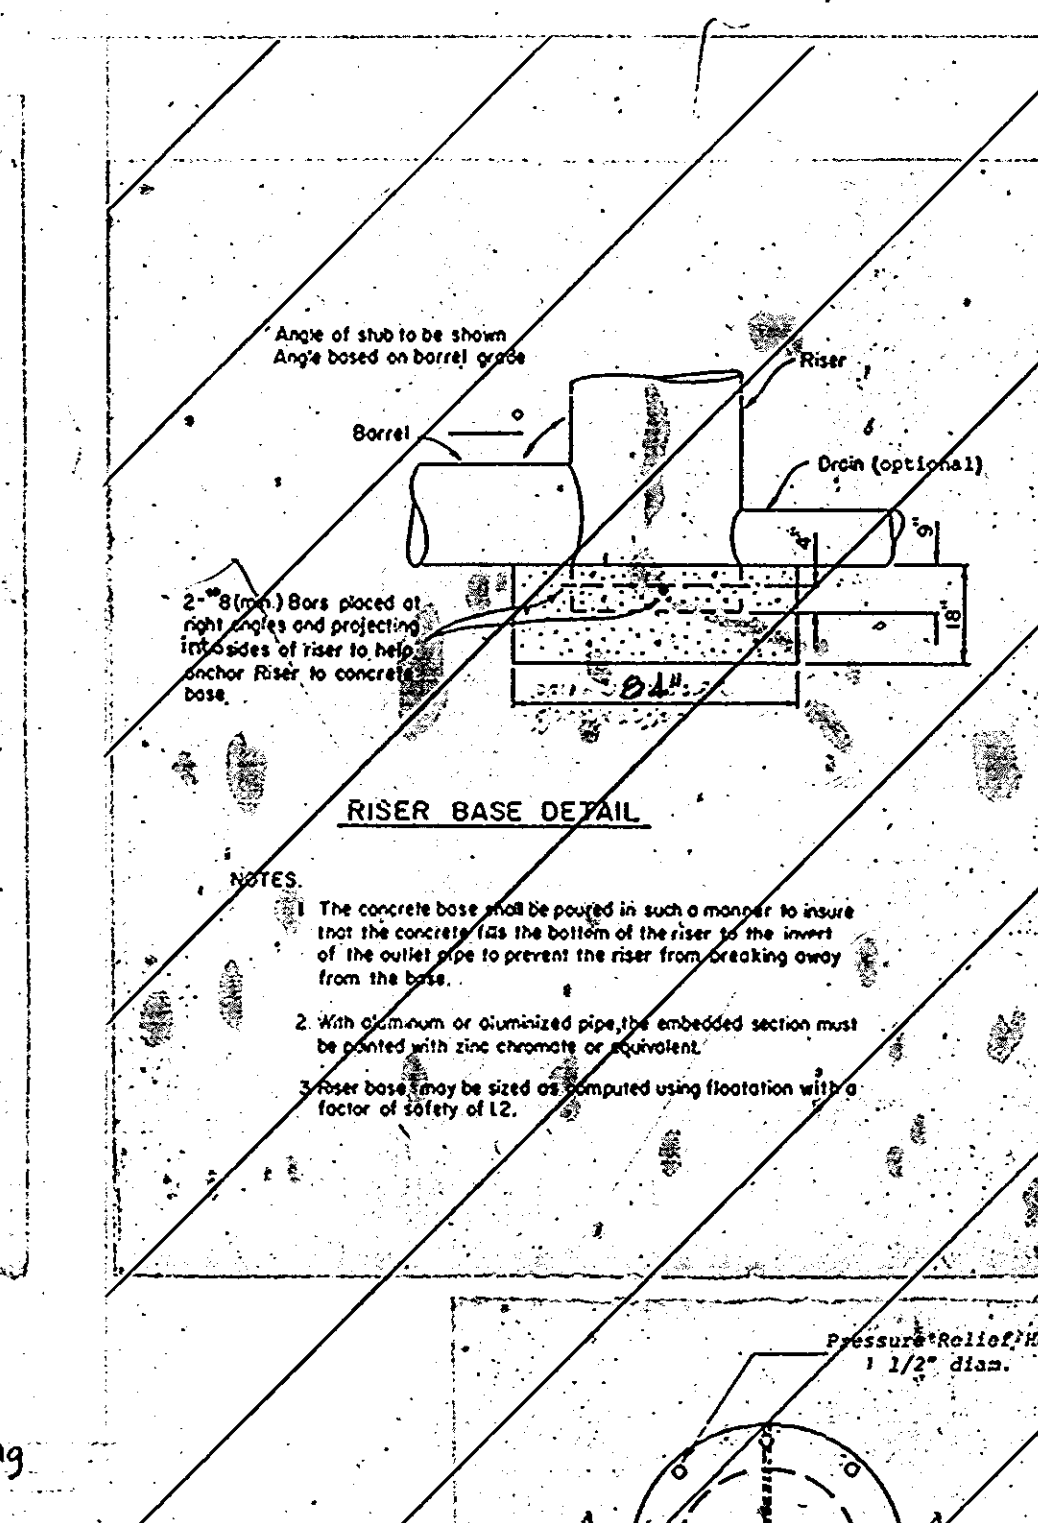 Angle of stub to be shown
Angle based on barrel grade
Riser
Barrel
°
Drain (optional)
9"
2-#8 (min.) Bars placed at
right angles and projecting
into sides of riser to help
anchor Riser to concrete
base.
18"
84"
RISER BASE DETAIL
NOTES.
1 The concrete base shall be poured in such a manner to insure
that the concrete fills the bottom of the riser to the invert
of the outlet pipe to prevent the riser from breaking away
from the base.
2. With aluminum or aluminized pipe, the embedded section must
be painted with zinc chromate or equivalent.
3 Riser base may be sized as computed using floatation with a
factor of safety of 1.2.
Pressure Relief
1 1/2" diam.